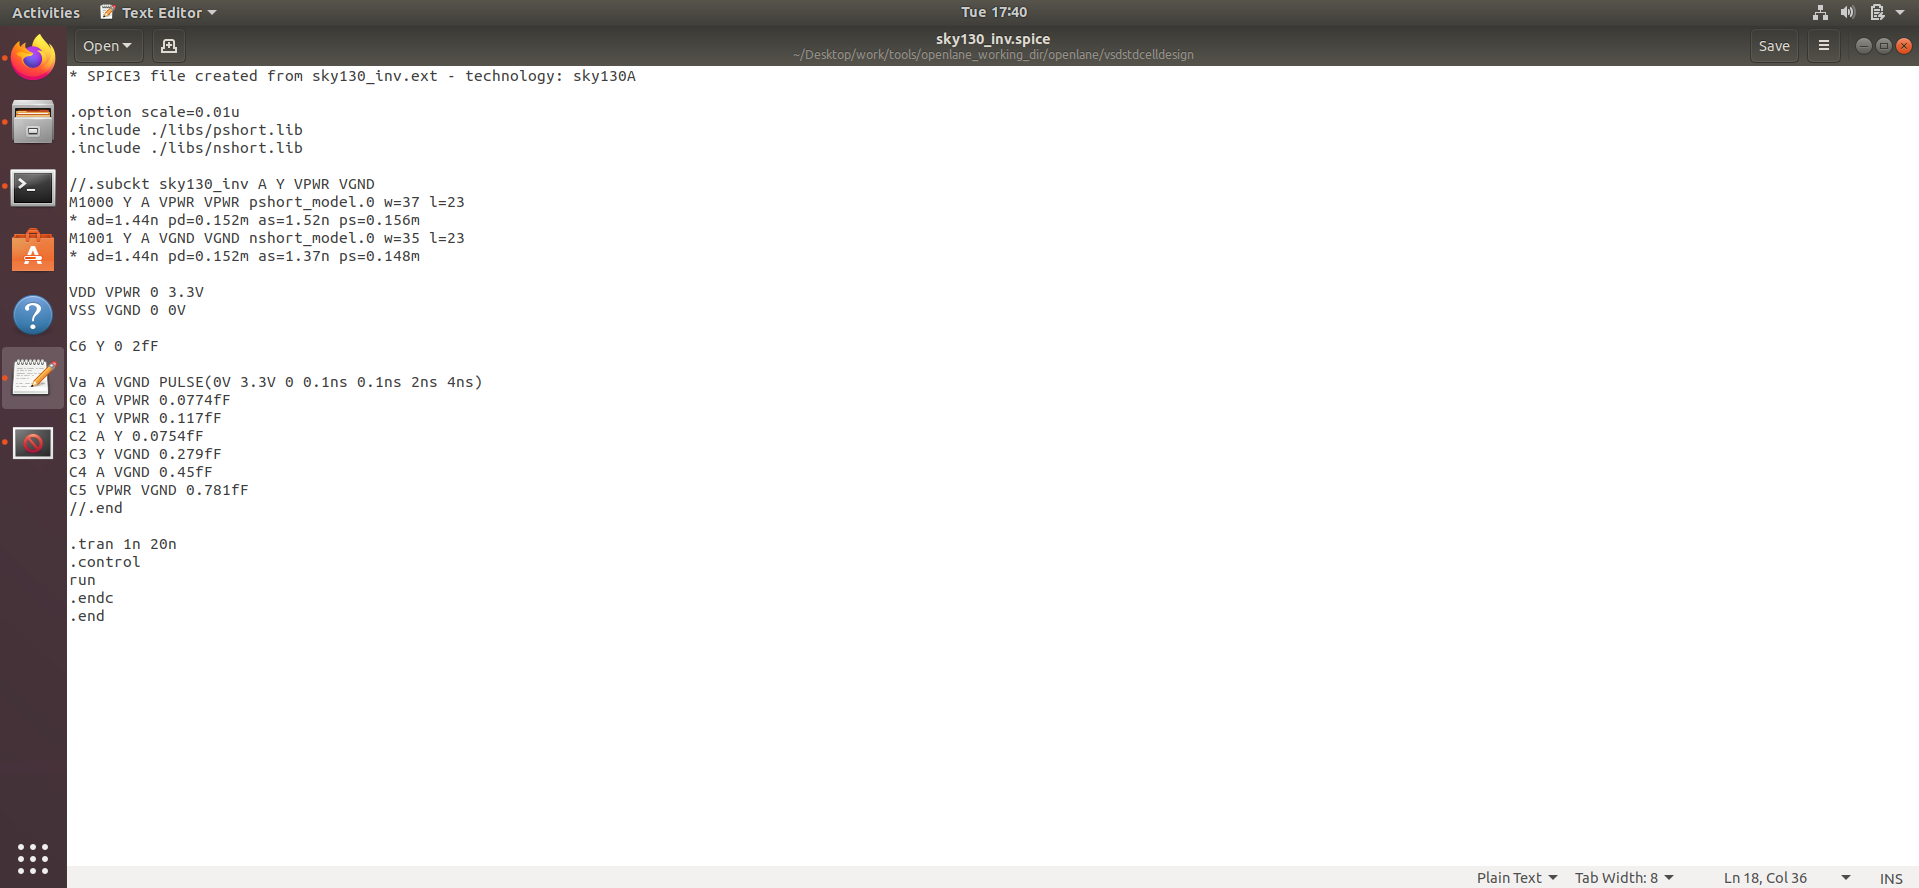 Activities Text Editor Tue 17:40
Open sky130_inv.spice Save
~/Desktop/work/tools/openlane_working_dir/openlane/vsdstdcelldesign
* SPICE3 file created from sky130_inv.ext - technology: sky130A
.option scale=0.01u
.include ./libs/pshort.lib
.include ./libs/nshort.lib
//.subckt sky130_inv A Y VPWR VGND
M1000 Y A VPWR VPWR pshort_model.0 w=37 l=23
* ad=1.44n pd=0.152m as=1.52n ps=0.156m
M1001 Y A VGND VGND nshort_model.0 w=35 l=23
* ad=1.44n pd=0.152m as=1.37n ps=0.148m
VDD VPWR 0 3.3V
VSS VGND 0 0V
C6 Y 0 2fF
Va A VGND PULSE(0V 3.3V 0 0.1ns 0.1ns 2ns 4ns)
C0 A VPWR 0.0774fF
C1 Y VPWR 0.117fF
C2 A Y 0.0754fF
C3 Y VGND 0.279fF
C4 A VGND 0.45fF
C5 VPWR VGND 0.781fF
//.end
.tran 1n 20n
.control
run
.endc
.end
Plain Text Tab Width: 8 Ln 18, Col 36 INS